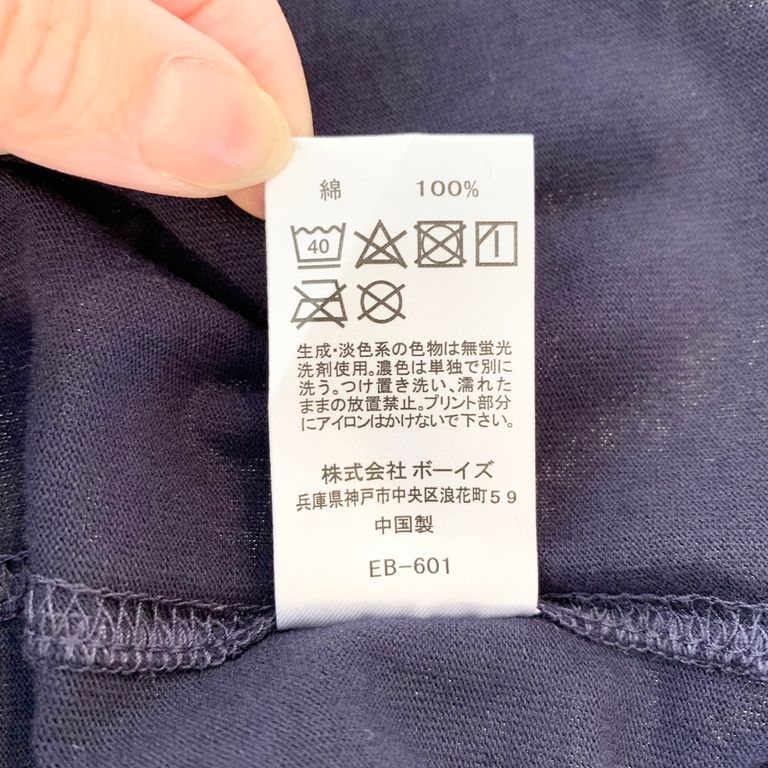 綿 100%
40
生成・淡色系の色物は無蛍光
洗剤使用。濃色は単独で別に
洗う。つけ置き洗い、濡れた
ままの放置禁止。プリント部分
にアイロンはかけないで下さい。
株式会社 ボーイズ
兵庫県神戸市中央区浪花町59
中国製
EB-601